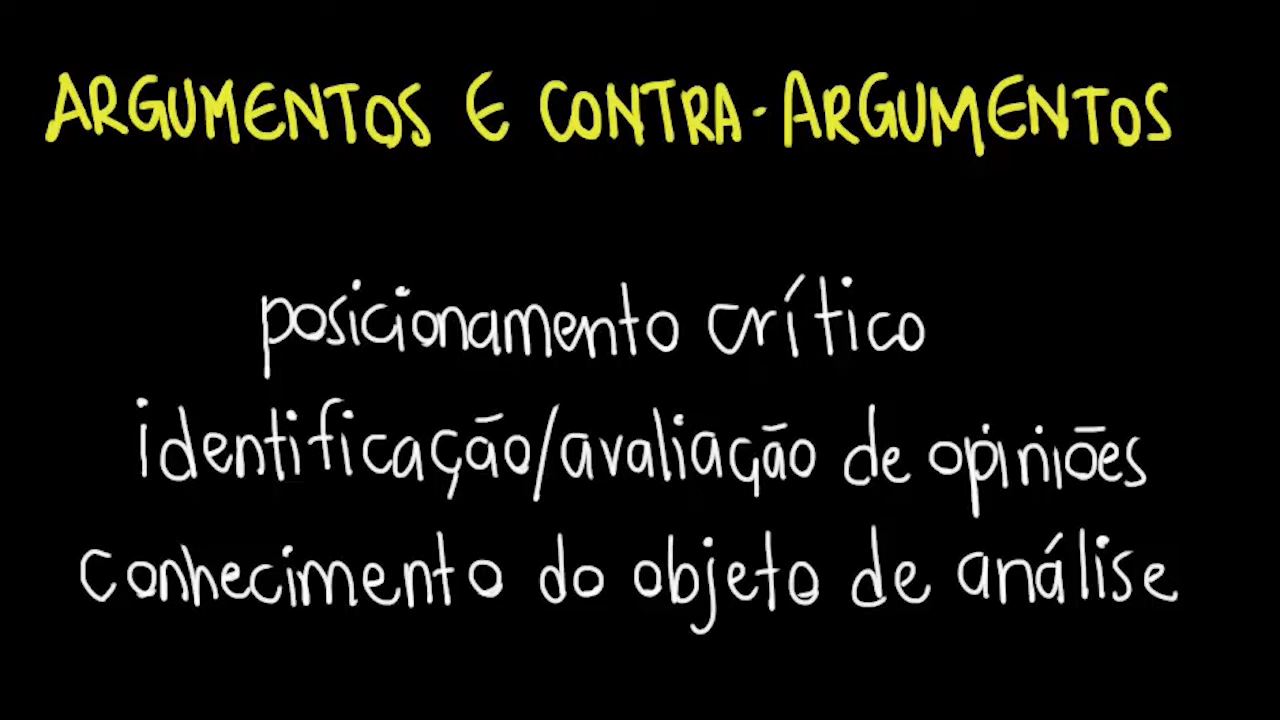 ARGUMENTOS E CONTRA-ARGUMENTOS
posicionamento crítico
identificação/avaliação de opiniões
conhecimento do objeto de análise